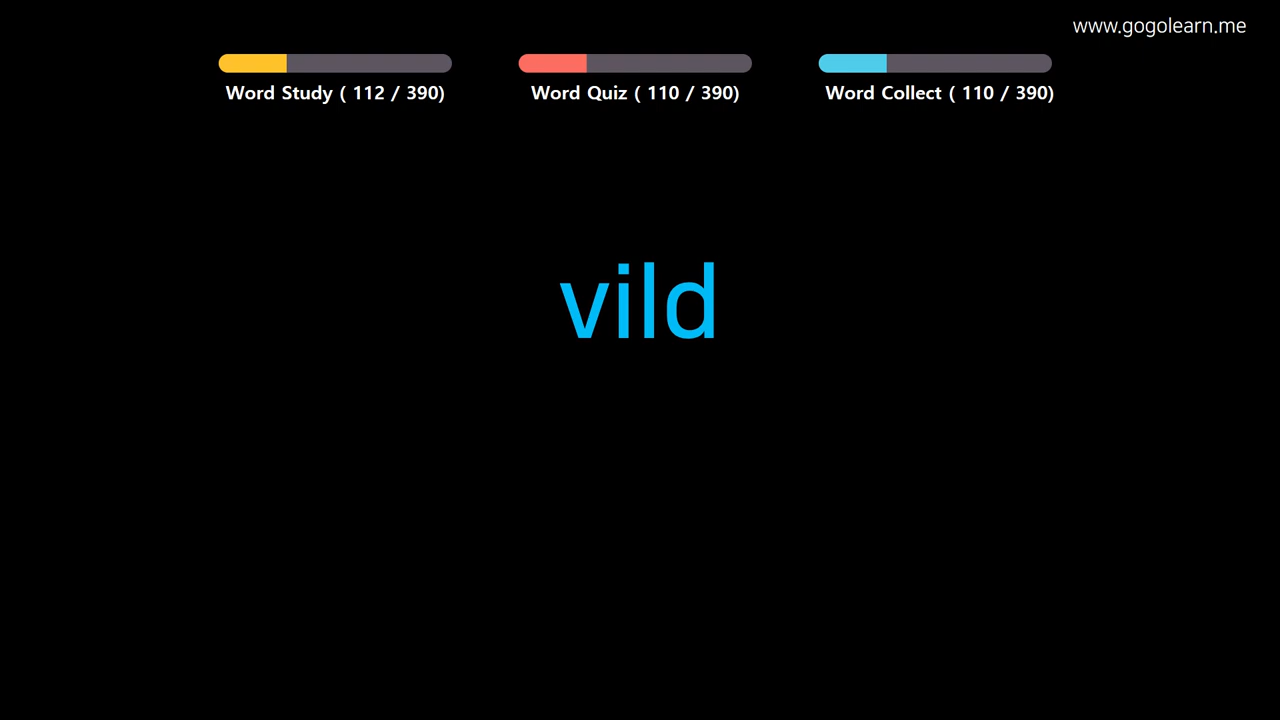 www.gogolearn.me
Word Study ( 112 / 390)
Word Quiz ( 110 / 390)
Word Collect ( 110 / 390)
vild